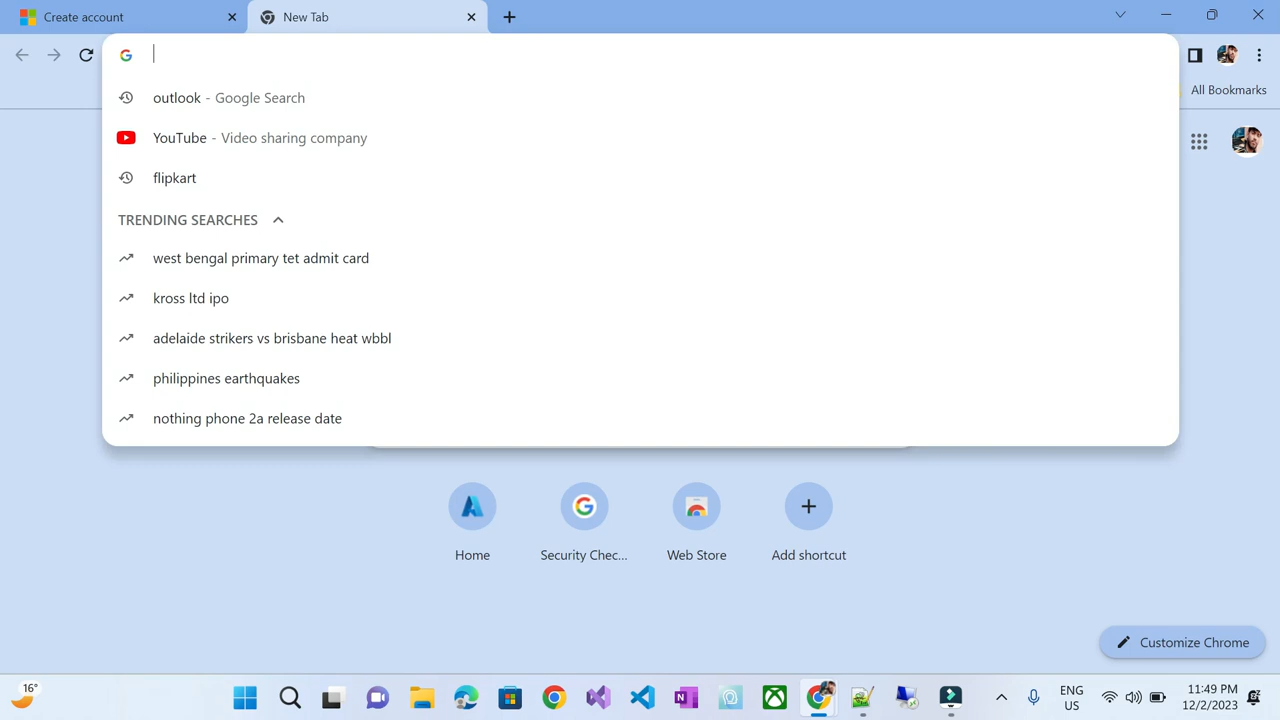 Create account
New Tab
outlook - Google Search
All Bookmarks
YouTube - Video sharing company
flipkart
TRENDING SEARCHES
west bengal primary tet admit card
kross ltd ipo
adelaide strikers vs brisbane heat wbbl
philippines earthquakes
nothing phone 2a release date
Home
Security Chec...
Web Store
Add shortcut
Customize Chrome
16°
ENG
US
11:49 PM
12/2/2023